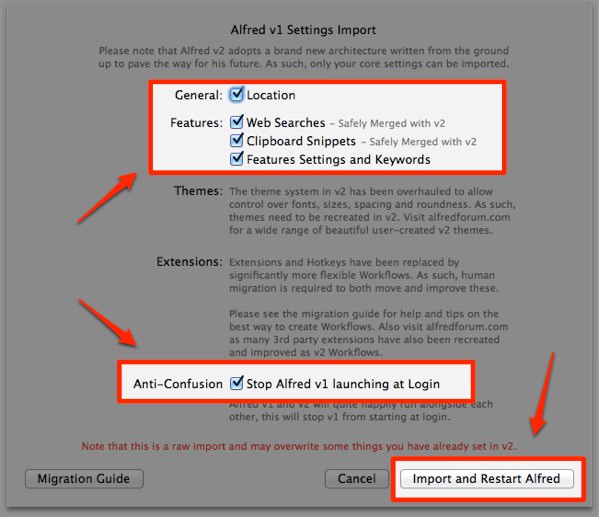 Alfred v1 Settings Import
Please note that Alfred v2 adopts a brand new architecture written from the ground
up to pave the way for his future. As such, only your core settings can be imported.
General: Location
Features: Web Searches – Safely Merged with v2
Clipboard Snippets – Safely Merged with v2
Features Settings and Keywords
Themes: The theme system in v2 has been overhauled to allow
control over fonts, sizes, spacing and roundness. As such,
themes need to be recreated in v2. Visit alfredforum.com
for a wide range of beautiful user-created v2 themes.
Extensions: Extensions and Hotkeys have been replaced by
significantly more flexible Workflows. As such, human
migration is required to both move and improve these.
Please see the migration guide for help and tips on the
best way to create Workflows. Also visit alfredforum.com
as many 3rd party extensions have also been recreated
and improved as v2 Workflows.
Anti-Confusion Stop Alfred v1 launching at Login
Alfred v1 and v2 will quite happily run alongside each
other, this will stop v1 from starting at login.
Note that this is a raw import and may overwrite some things you have already set in v2.
Migration Guide Cancel Import and Restart Alfred